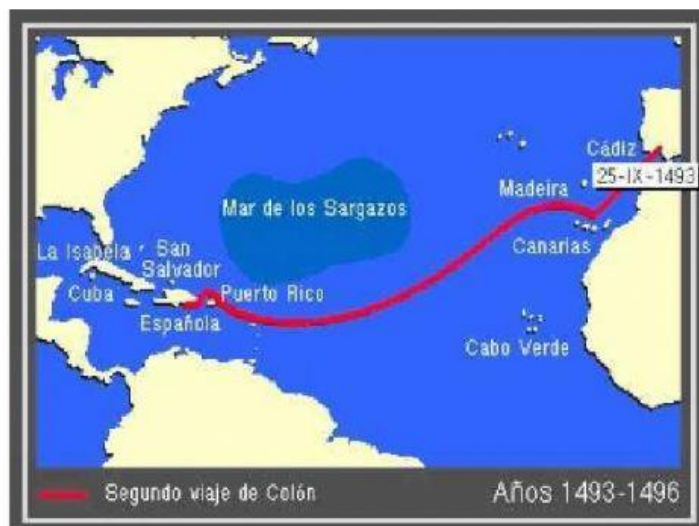 Cádiz
25-IX-1493
Madeira
Mar de los Sargazos
Canarias
La Isabela
San
Salvador
Cuba
Puerto Rico
Española
Cabo Verde
Segundo viaje de Colón
Años 1493-1496